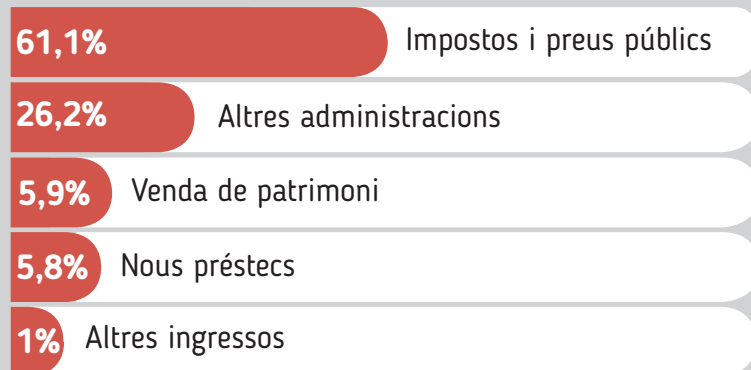 61,1% Impostos i preus públics
26,2% Altres administracions
5,9% Venda de patrimoni
5,8% Nous préstecs
1% Altres ingressos